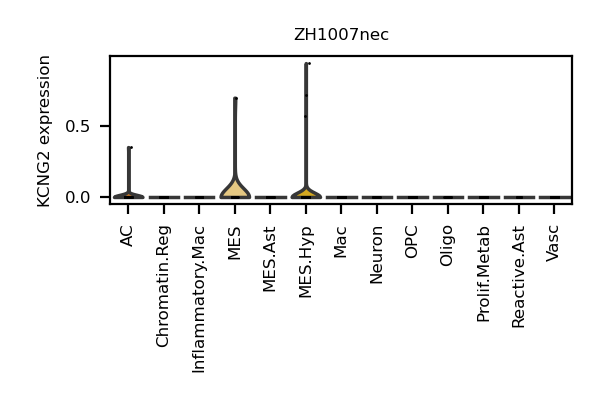 ZH1007nec
KCNG2 expression
0.5
0.0
AC
Chromatin.Reg
Inflammatory.Mac
MES
MES.Ast
MES.Hyp
Mac
Neuron
OPC
Oligo
Prolif.Metab
Reactive.Ast
Vasc